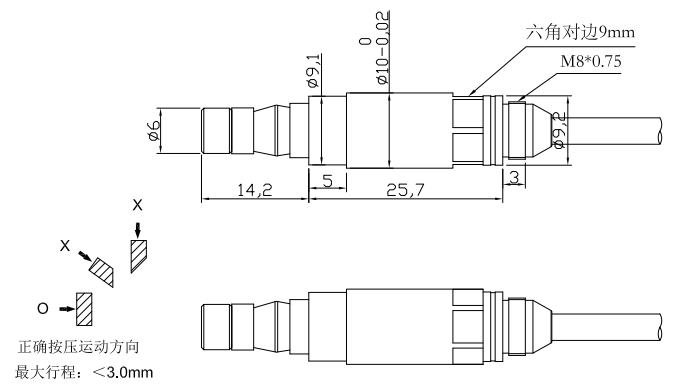 0
ø10-0,02
六角对边9mm
M8*0.75
ø9,1
ø6
ø9,2
5
3
14,2
25,7
X
X
O
正确按压运动方向
最大行程：＜3.0mm